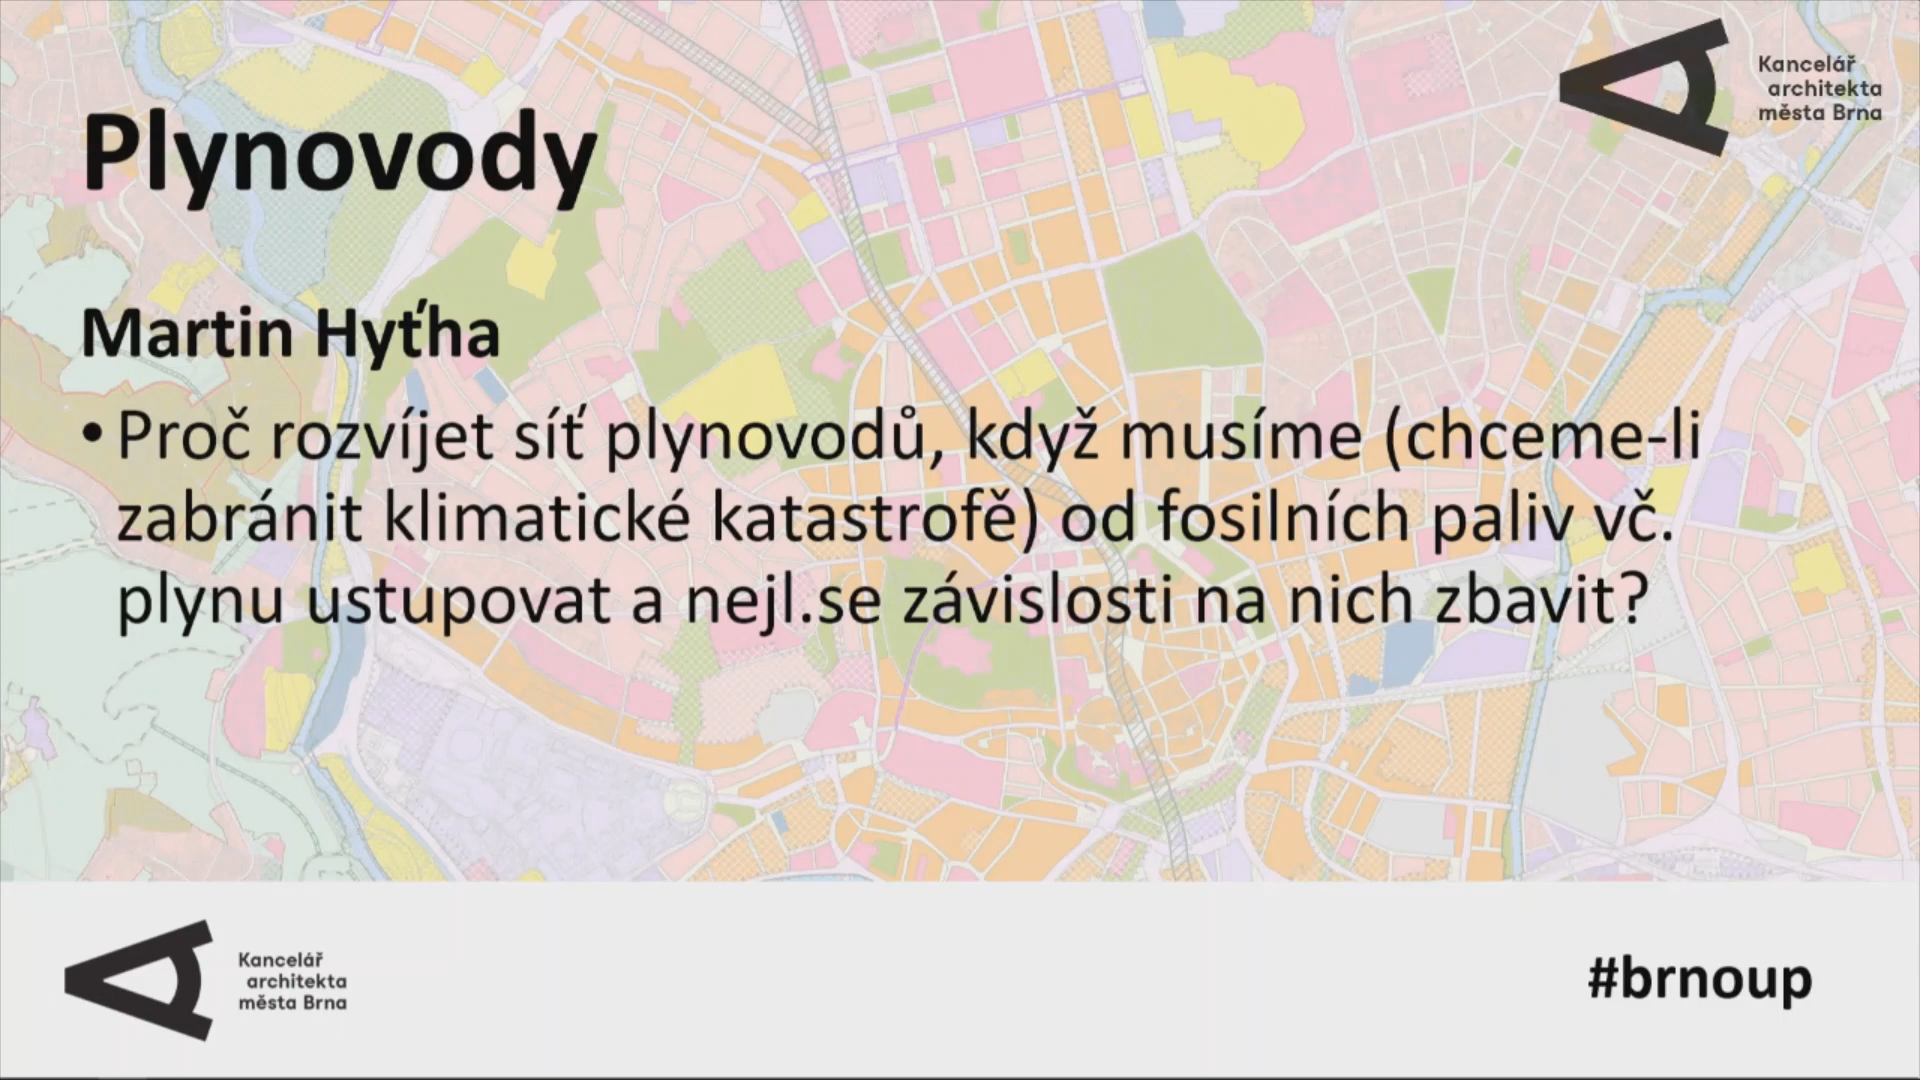 Kancelář
architekta
města Brna
Plynovody
Martin Hyťha
• Proč rozvíjet síť plynovodů, když musíme (chceme-li
zabránit klimatické katastrofě) od fosilních paliv vč.
plynu ustupovat a nejl.se závislosti na nich zbavit?
Kancelář
architekta
města Brna
#brnoup